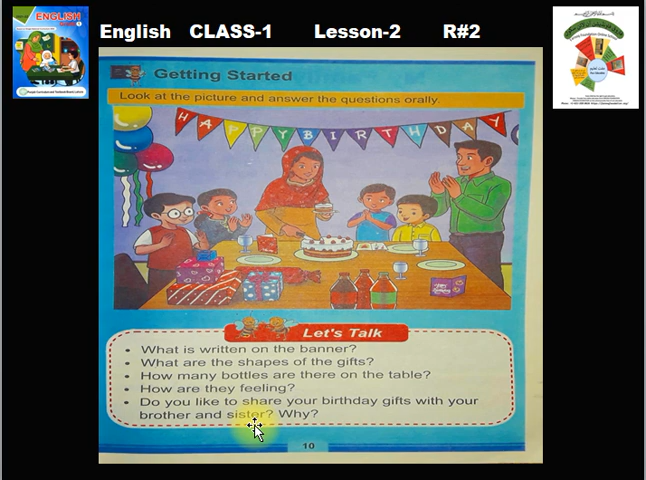 English CLASS-1 Lesson-2 R#2
ENGLISH
Getting Started
Look at the picture and answer the questions orally.
HAPPY BIRTHDAY
Let's Talk
• What is written on the banner?
• What are the shapes of the gifts?
• How many bottles are there on the table?
• How are they feeling?
• Do you like to share your birthday gifts with your
brother and sister? Why?
10